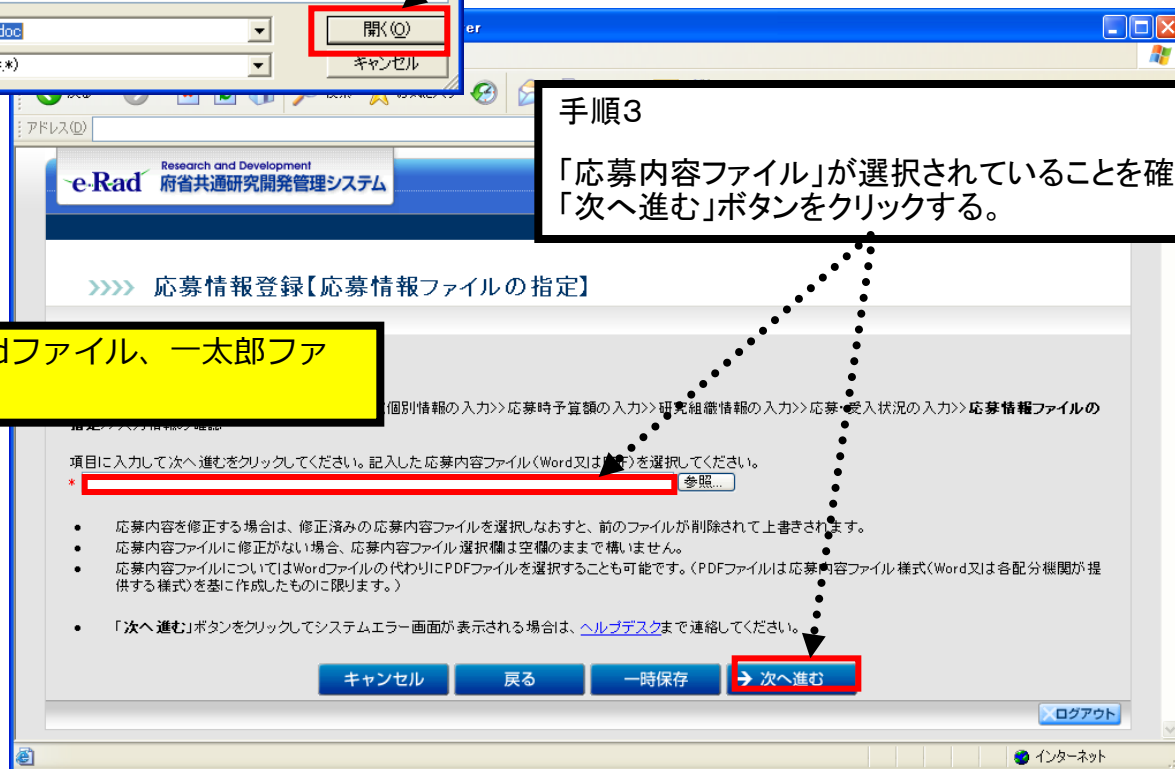 doc
開く(O)
er
*.*)
キャンセル
アドレス(D)
手順3
「応募内容ファイル」が選択されていることを確
「次へ進む」ボタンをクリックする。
e-Rad
Research and Development
府省共通研究開発管理システム
>>>> 応募情報登録【応募情報ファイルの指定】
dファイル、一太郎ファ
個別情報の入力>>応募時予算額の入力>>研究組織情報の入力>>応募・受入状況の入力>>応募情報ファイルの
項目に入力して次へ進むをクリックしてください。記入した応募内容ファイル(Word又は
)を選択してください。
*
参照...
• 応募内容を修正する場合は、修正済みの応募内容ファイルを選択しなおすと、前のファイルが削除されて上書きされます。
• 応募内容ファイルに修正がない場合、応募内容ファイル選択欄は空欄のままで構いません。
• 応募内容ファイルについてはWordファイルの代わりにPDFファイルを選択することも可能です。(PDFファイルは応募内容ファイル様式(Word又は各配分機関が提
供する様式)を基に作成したものに限ります。)
• 「次へ進む」ボタンをクリックしてシステムエラー画面が表示される場合は、ヘルプデスクまで連絡してください。
キャンセル
戻る
一時保存
→ 次へ進む
ログアウト
インターネット